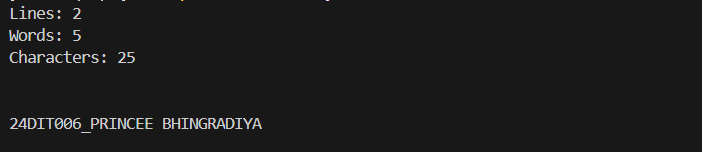 Lines: 2
Words: 5
Characters: 25
24DIT006_PRINCEE BHINGRADIYA